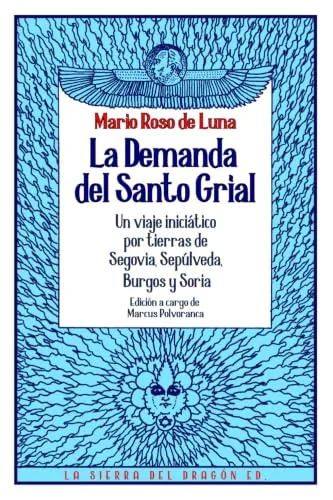 Mario Roso de Luna
La Demanda
del Santo Grial
Un viaje iniciático
por tierras de
Segovia, Sepúlveda,
Burgos y Soria
Edición a cargo de
Marcus Polvoranca
LA SIERRA DEL DRAGÓN ED.